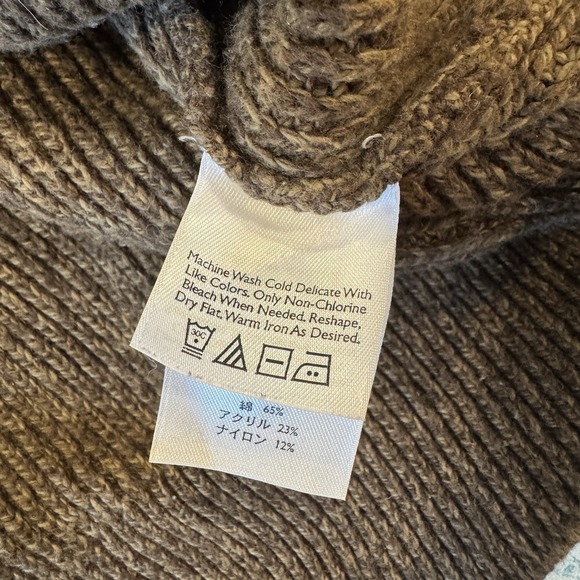 Machine Wash Cold Delicate With
Like Colors. Only Non-Chlorine
Bleach When Needed. Reshape,
Dry Flat. Warm Iron As Desired.
30C
綿 65%
アクリル 23%
ナイロン 12%